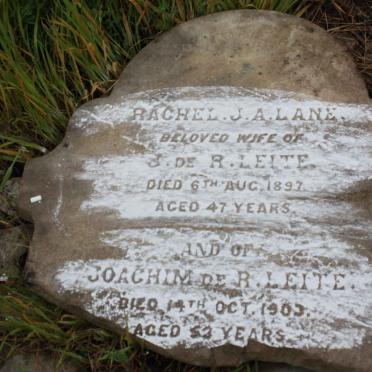 RACHEL. J. A. LANE.
BELOVED WIFE OF
J. DE R. LEITE.
DIED 6TH AUG. 1897.
AGED 47 YEARS.
AND OF
JOACHIM DE R. LEITE.
DIED 14TH OCT. 1903.
AGED 52 YEARS.